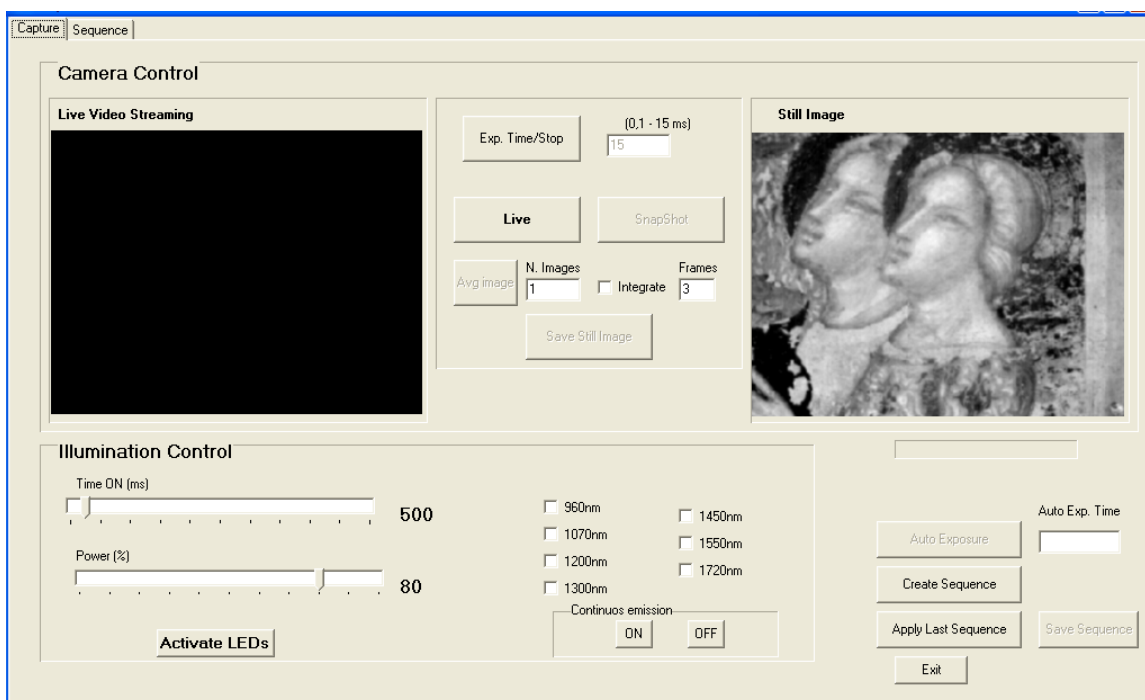 Capture Sequence
Camera Control
Live Video Streaming
Exp. Time/Stop
(0,1 - 15 ms)
15
Live
SnapShot
Avg image
N. Images
1
Integrate
Frames
3
Save Still Image
Still Image
Illumination Control
Time ON (ms)
500
Power (%)
80
Activate LEDs
960nm
1070nm
1200nm
1300nm
1450nm
1550nm
1720nm
Continuos emission
ON OFF
Auto Exp. Time
Auto Exposure
Create Sequence
Apply Last Sequence
Save Sequence
Exit